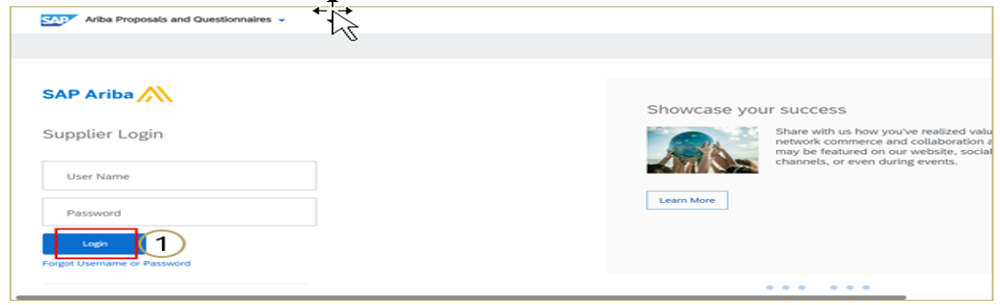 SAP Ariba Proposals and Questionnaires
SAP Ariba
Supplier Login
User Name
Password
Login 1
Forgot Username or Password
Showcase your success
Share with us how you've realized valu
network commerce and collaboration a
may be featured on our website, social
channels, or even during events.
Learn More